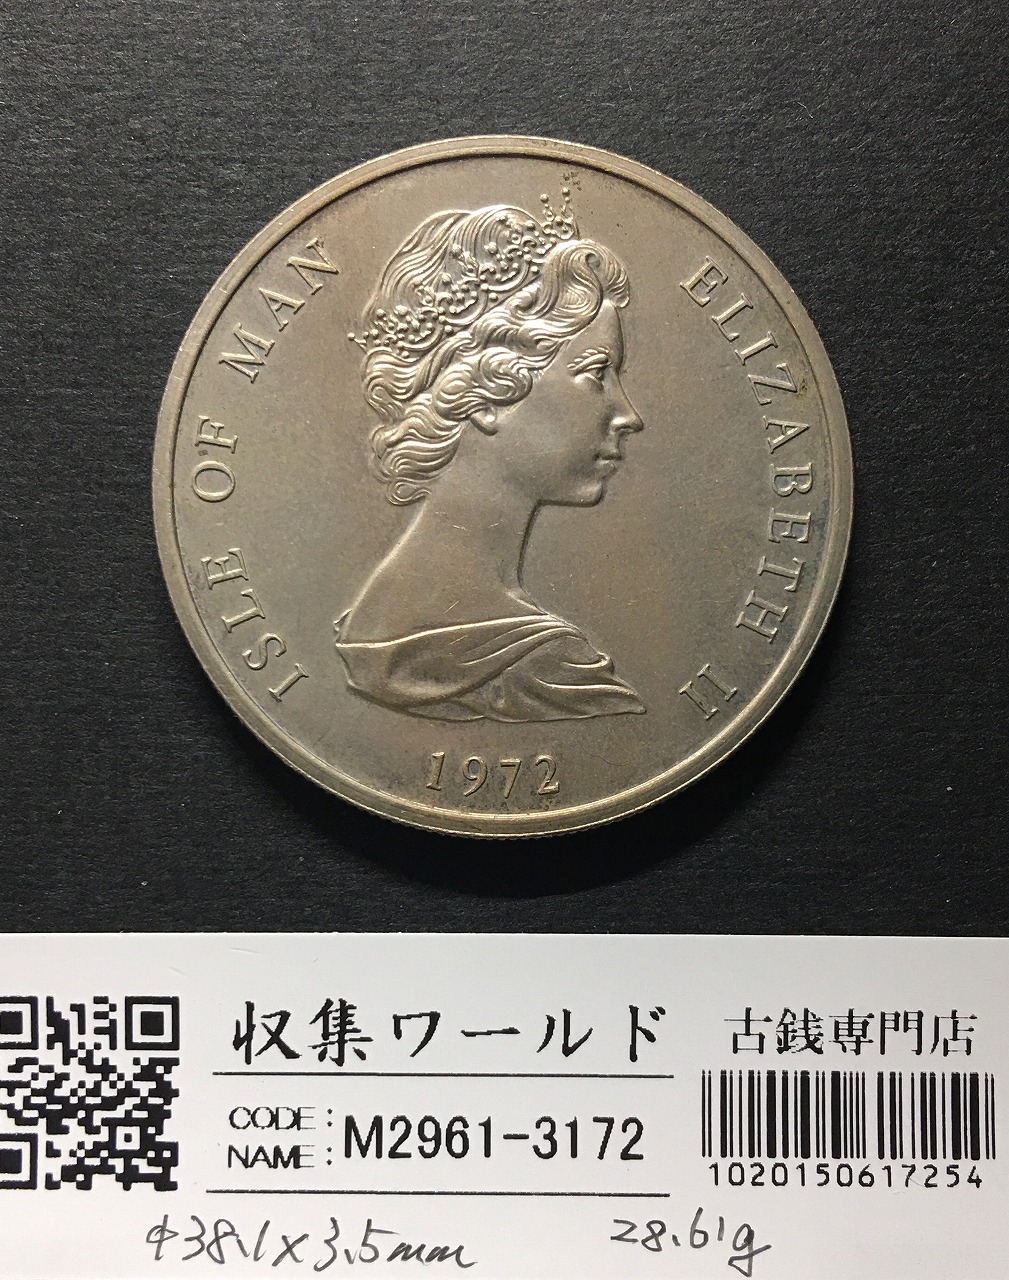 ISLE OF MAN
ELIZABETH II
1972
収集ワールド
古銭専門店
CODE:
NAME:
M2961-3172
1020150617254
φ38.1×3.5mm
28.61g